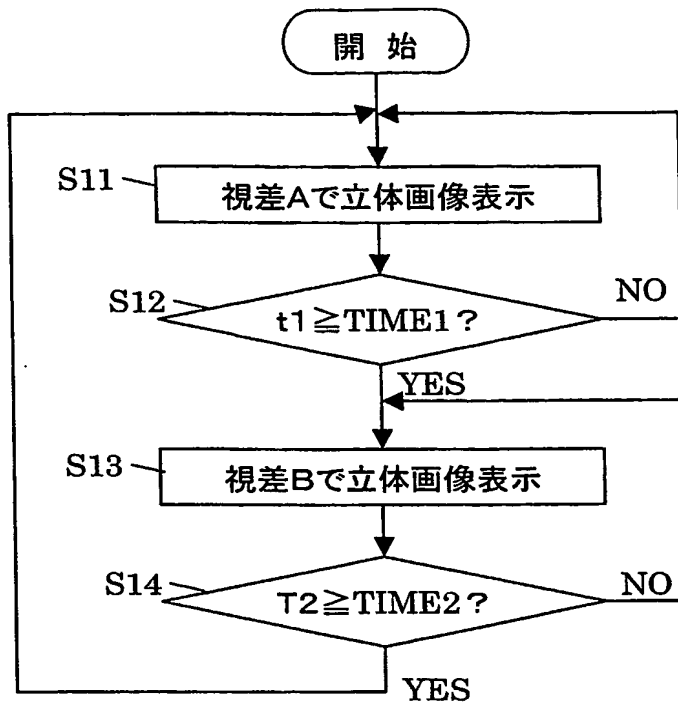 開始
S11
視差Aで立体画像表示
S12
t1≧TIME1?
NO
YES
S13
視差Bで立体画像表示
S14
T2≧TIME2?
NO
YES